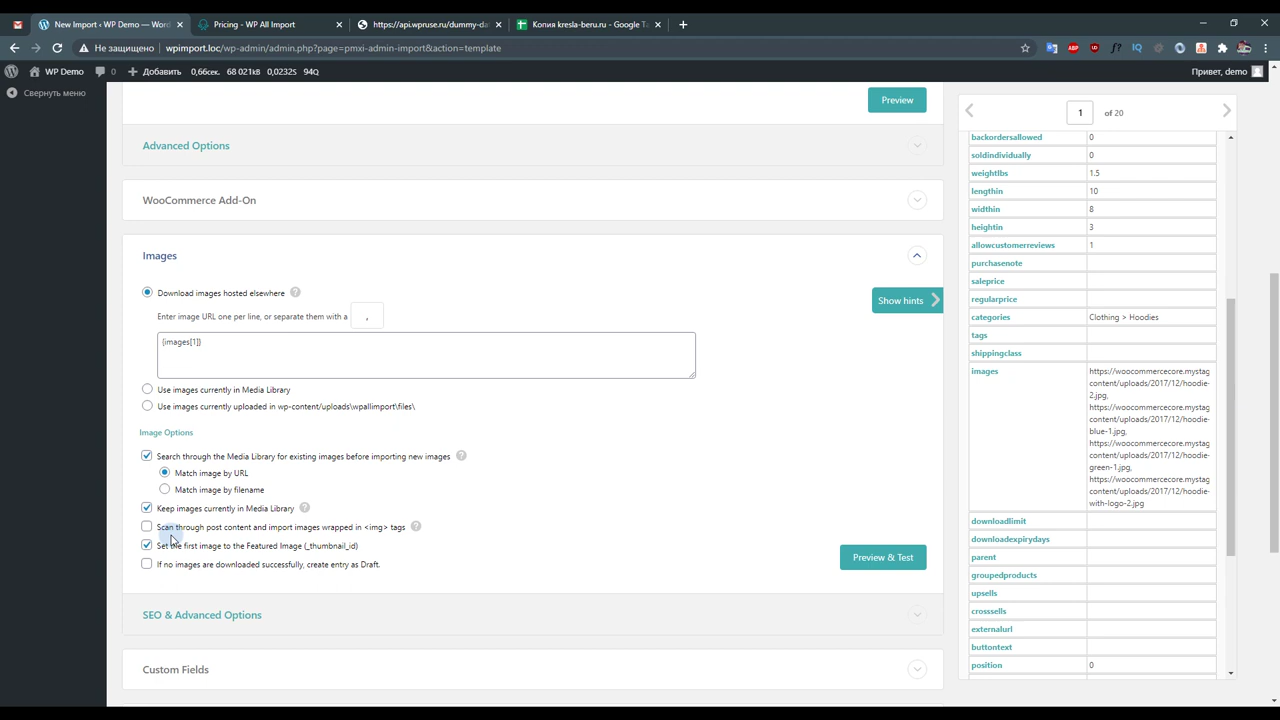 New Import ‹ WP Demo — Word
Pricing - WP All Import
https://api.wpruse.ru/dummy-da
Копия kresla-beru.ru - Google Та
Не защищено
wpimport.loc/wp-admin/admin.php?page=pmxi-admin-import&action=template
WP Demo
0
Добавить
0,66сек.
68 021кB
0,0232s
94Q
Привет, demo
Свернуть меню
Preview
Advanced Options
WooCommerce Add-On
Images
Download images hosted elsewhere
Enter image URL one per line, or separate them with a ,
Show hints
{images[1]}
Use images currently in Media Library
Use images currently uploaded in wp-content/uploads\wpallimport\files\
Image Options
Search through the Media Library for existing images before importing new images
Match image by URL
Match image by filename
Keep images currently in Media Library
Scan through post content and import images wrapped in <img> tags
Set the first image to the Featured Image (_thumbnail_id)
If no images are downloaded successfully, create entry as Draft.
Preview & Test
SEO & Advanced Options
Custom Fields
1 of 20
backordersallowed 0
soldindividually 0
weightlbs 1.5
lengthin 10
widthin 8
heightin 3
allowcustomerreviews 1
purchasenote
saleprice
regularprice
categories Clothing > Hoodies
tags
shippingclass
images https://woocommercecore.mystag
content/uploads/2017/12/hoodie-
2.jpg,
https://woocommercecore.mystag
content/uploads/2017/12/hoodie-
blue-1.jpg,
https://woocommercecore.mystag
content/uploads/2017/12/hoodie-
green-1.jpg,
https://woocommercecore.mystag
content/uploads/2017/12/hoodie-
with-logo-2.jpg
downloadlimit
downloadexpirydays
parent
groupedproducts
upsells
crosssells
externalurl
buttontext
position 0